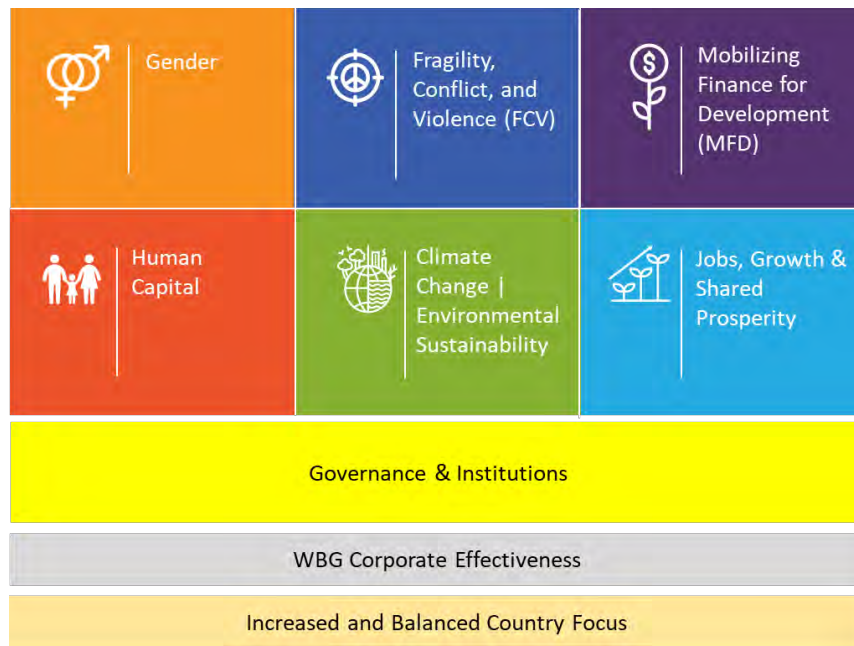 Gender
Fragility,
Conflict, and
Violence (FCV)
$
Mobilizing
Finance for
Development
(MFD)
Human
Capital
Climate
Change |
Environmental
Sustainability
Jobs, Growth &
Shared
Prosperity
Governance & Institutions
WBG Corporate Effectiveness
Increased and Balanced Country Focus